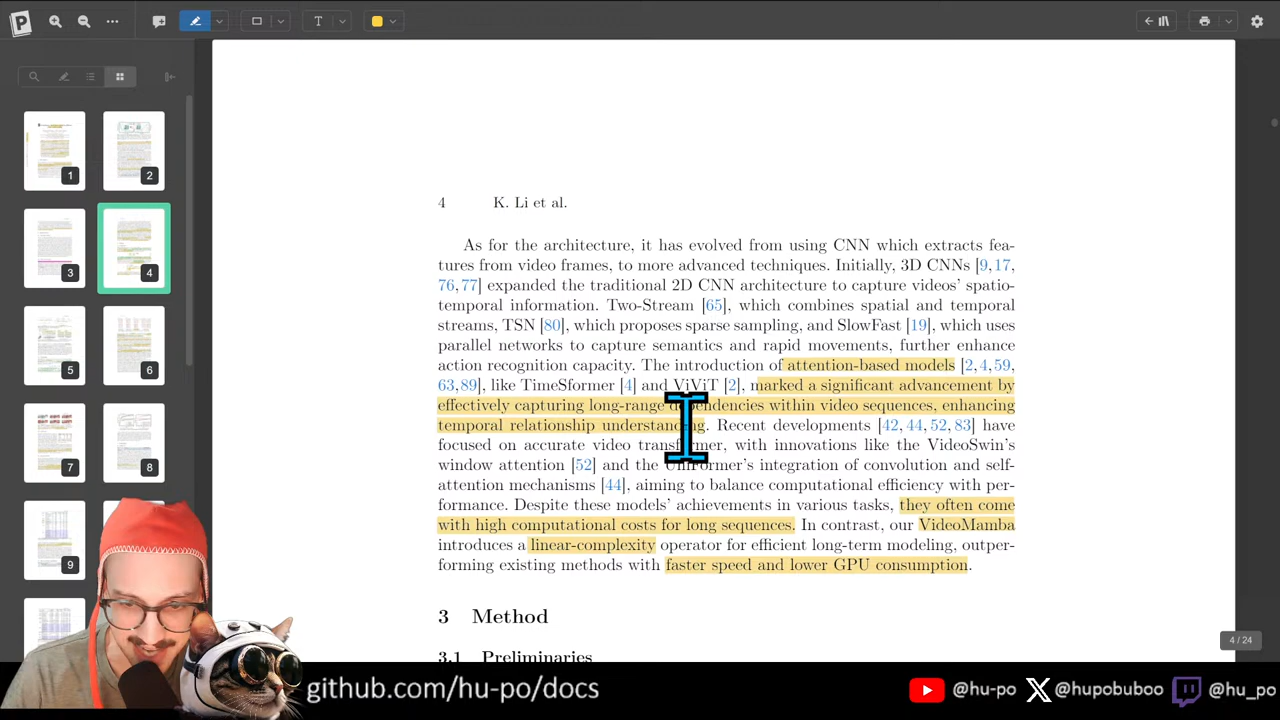 4 K. Li et al.
As for the architecture, it has evolved from using CNN which extracts fea-
tures from video frames, to more advanced techniques. Initially, 3D CNNs [9,17,
76,77] expanded the traditional 2D CNN architecture to capture videos' spatio-
temporal information. Two-Stream [65], which combines spatial and temporal
streams, TSN [80], which proposes sparse sampling, and SlowFast [19], which uses
parallel networks to capture semantics and rapid movements, further enhance
action recognition capacity. The introduction of attention-based models [2,4,59,
63,89], like TimeSformer [4] and ViViT [2], marked a significant advancement by
effectively capturing long-range dependencies within video sequences, enhancing
temporal relationship understanding. Recent developments [42,44,52,83] have
focused on accurate video transformer, with innovations like the VideoSwin's
window attention [52] and the UniFormer's integration of convolution and self-
attention mechanisms [44], aiming to balance computational efficiency with per-
formance. Despite these models' achievements in various tasks, they often come
with high computational costs for long sequences. In contrast, our VideoMamba
introduces a linear-complexity operator for efficient long-term modeling, outper-
forming existing methods with faster speed and lower GPU consumption.
3 Method
3.1 Preliminaries
1
2
3
4
5
6
7
8
9
4 / 24
github.com/hu-po/docs
@hu-po
@hupobuboo
@hu_po